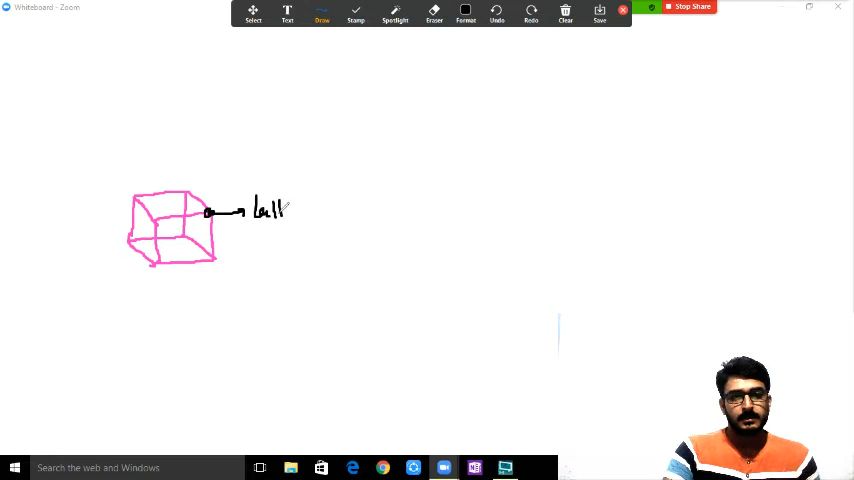 Whiteboard - Zoom
Select
Text
Draw
Stamp
Spotlight
Eraser
Format
Undo
Redo
Clear
Save
Stop Share
Search the web and Windows